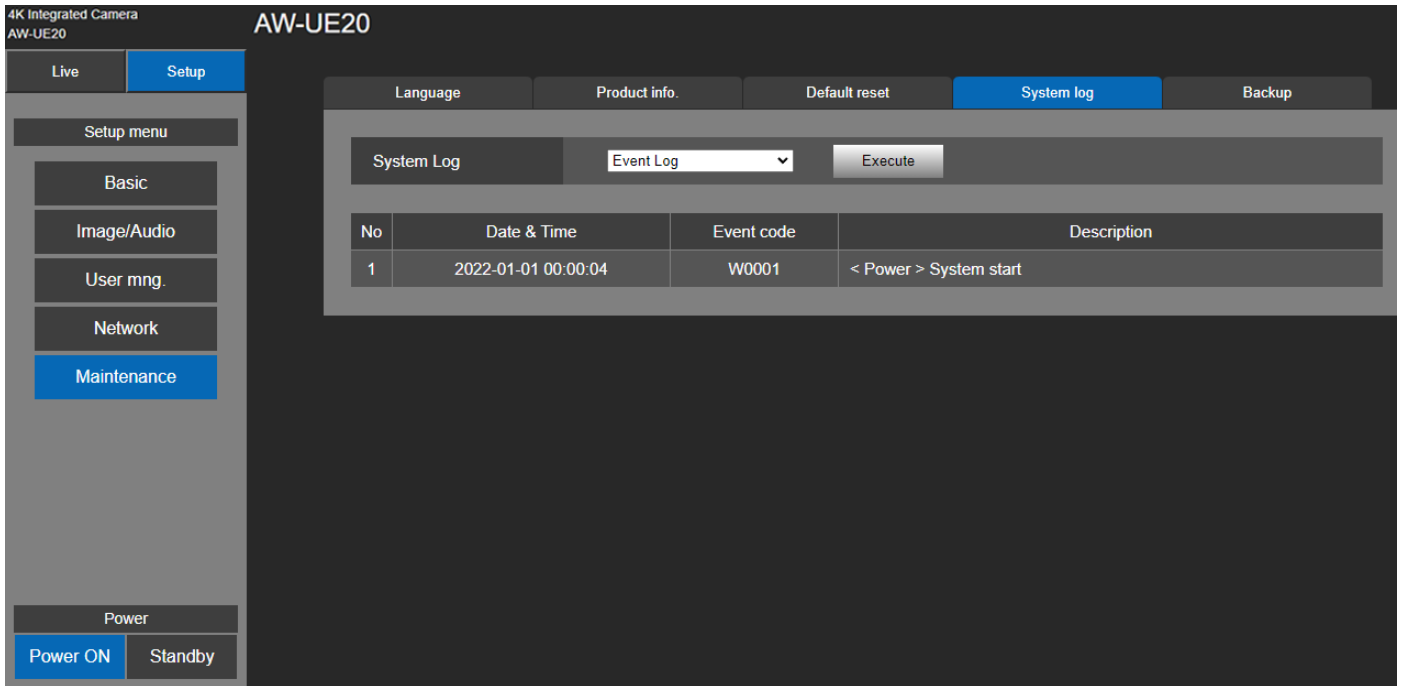 4K Integrated Camera
AW-UE20
AW-UE20
Live Setup
Setup menu
Basic
Image/Audio
User mng.
Network
Maintenance
Power
Power ON Standby
Language Product info. Default reset System log Backup
System Log Event Log Execute
No Date & Time Event code Description
1 2022-01-01 00:00:04 W0001 < Power > System start